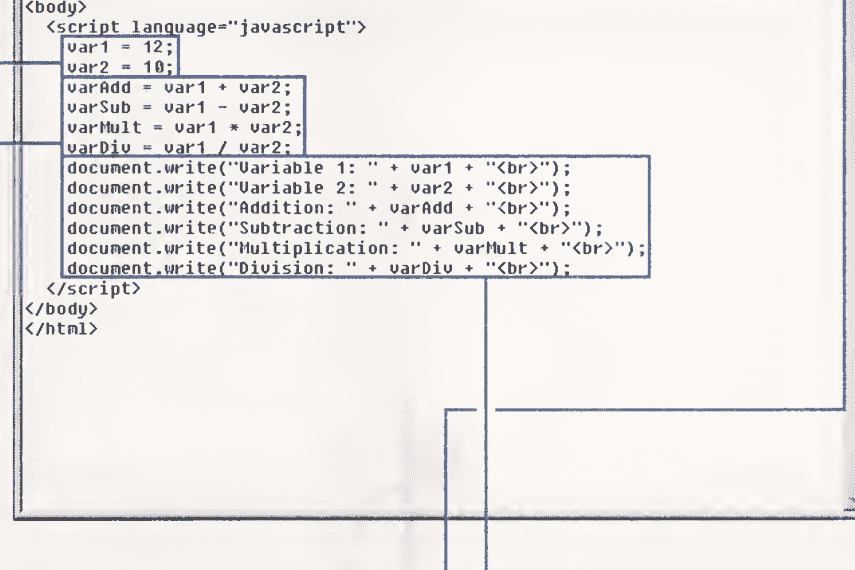 <body>
<script language="javascript">
var1 = 12;
var2 = 10;
varAdd = var1 + var2;
varSub = var1 - var2;
varMult = var1 * var2;
varDiv = var1 / var2;
document.write("Variable 1: " + var1 + "<br>");
document.write("Variable 2: " + var2 + "<br>");
document.write("Addition: " + varAdd + "<br>");
document.write("Subtraction: " + varSub + "<br>");
document.write("Multiplication: " + varMult + "<br>");
document.write("Division: " + varDiv + "<br>");
</script>
</body>
</html>